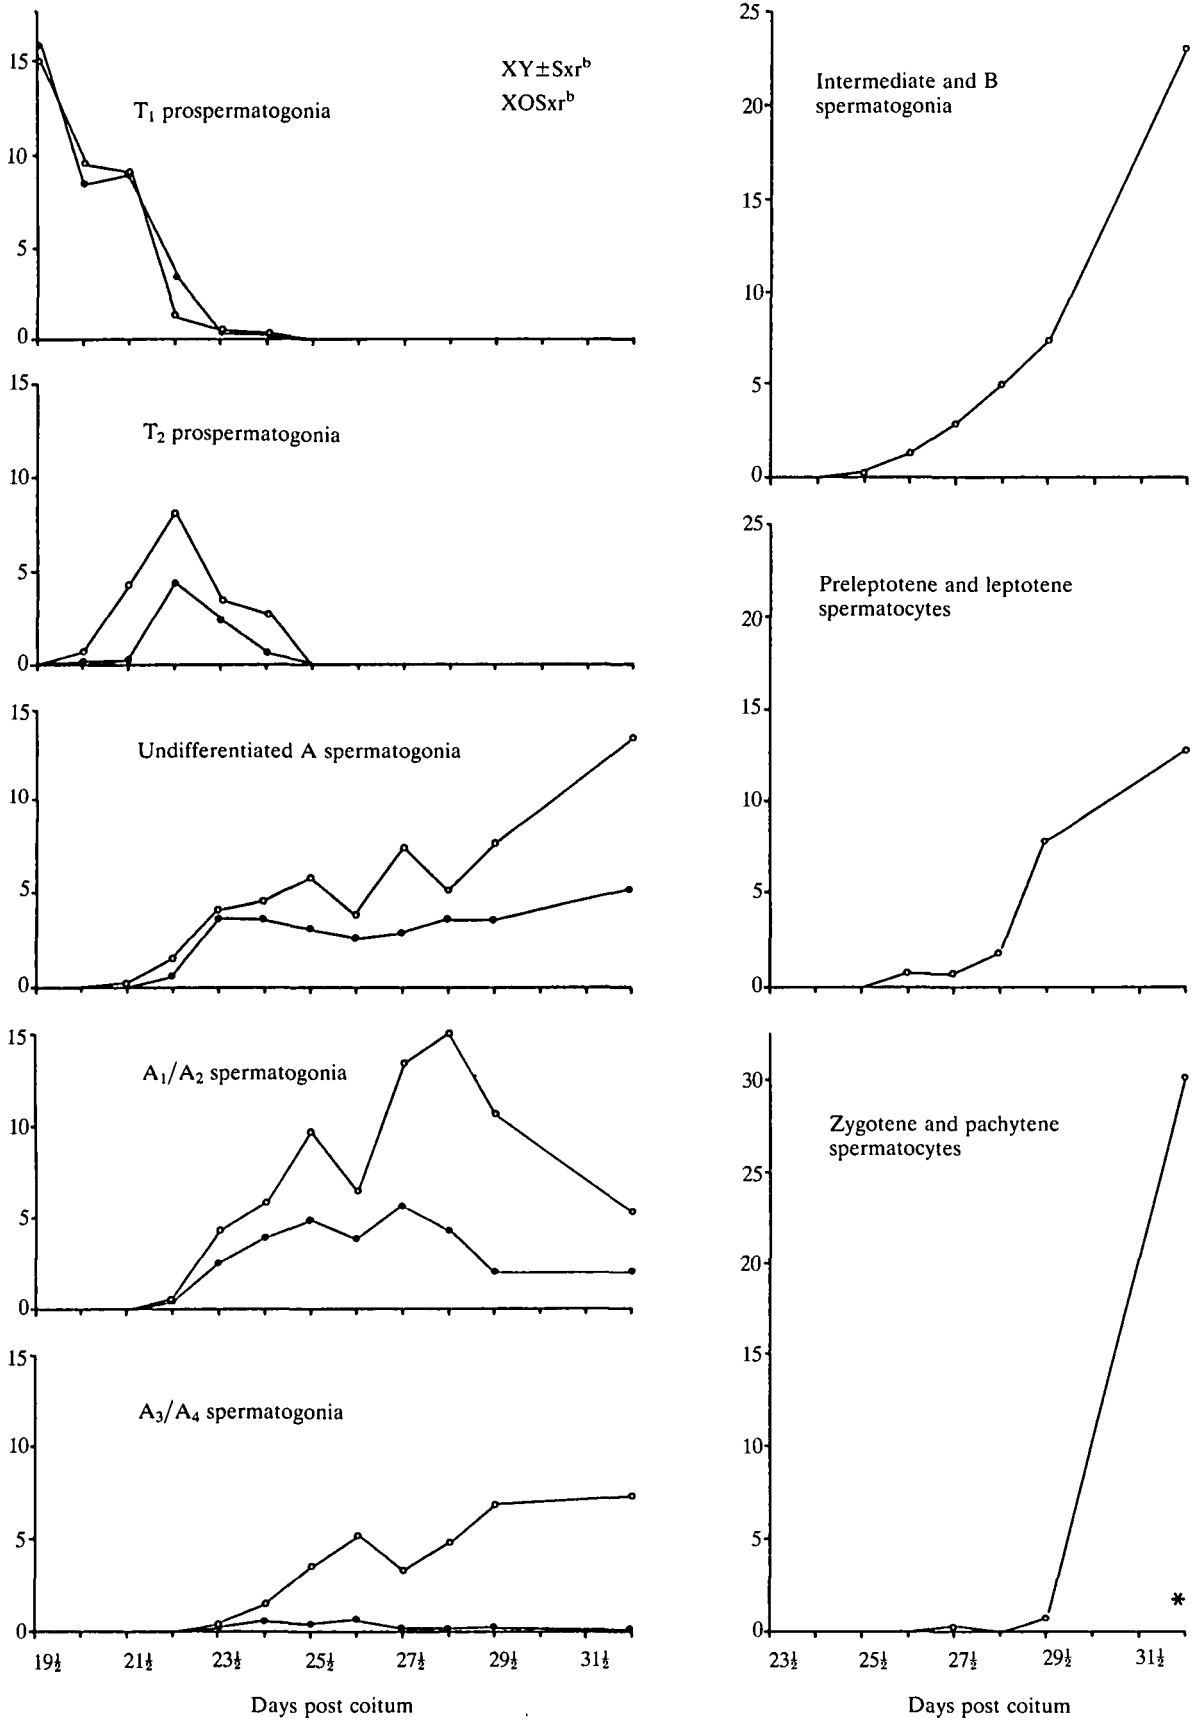 15
10
5
0
T₁ prospermatogonia
XY±Sxrᵇ
XOSxrᵇ
15
10
5
0
T₂ prospermatogonia
15
10
5
0
Undifferentiated A spermatogonia
15
10
5
0
A₁/A₂ spermatogonia
15
10
5
0
A₃/A₄ spermatogonia
19½ 21½ 23½ 25½ 27½ 29½ 31½
Days post coitum
25
20
15
10
5
0
Intermediate and B
spermatogonia
25
20
15
10
5
0
Preleptotene and leptotene
spermatocytes
30
25
20
15
10
5
0
Zygotene and pachytene
spermatocytes
*
23½ 25½ 27½ 29½ 31½
Days post coitum